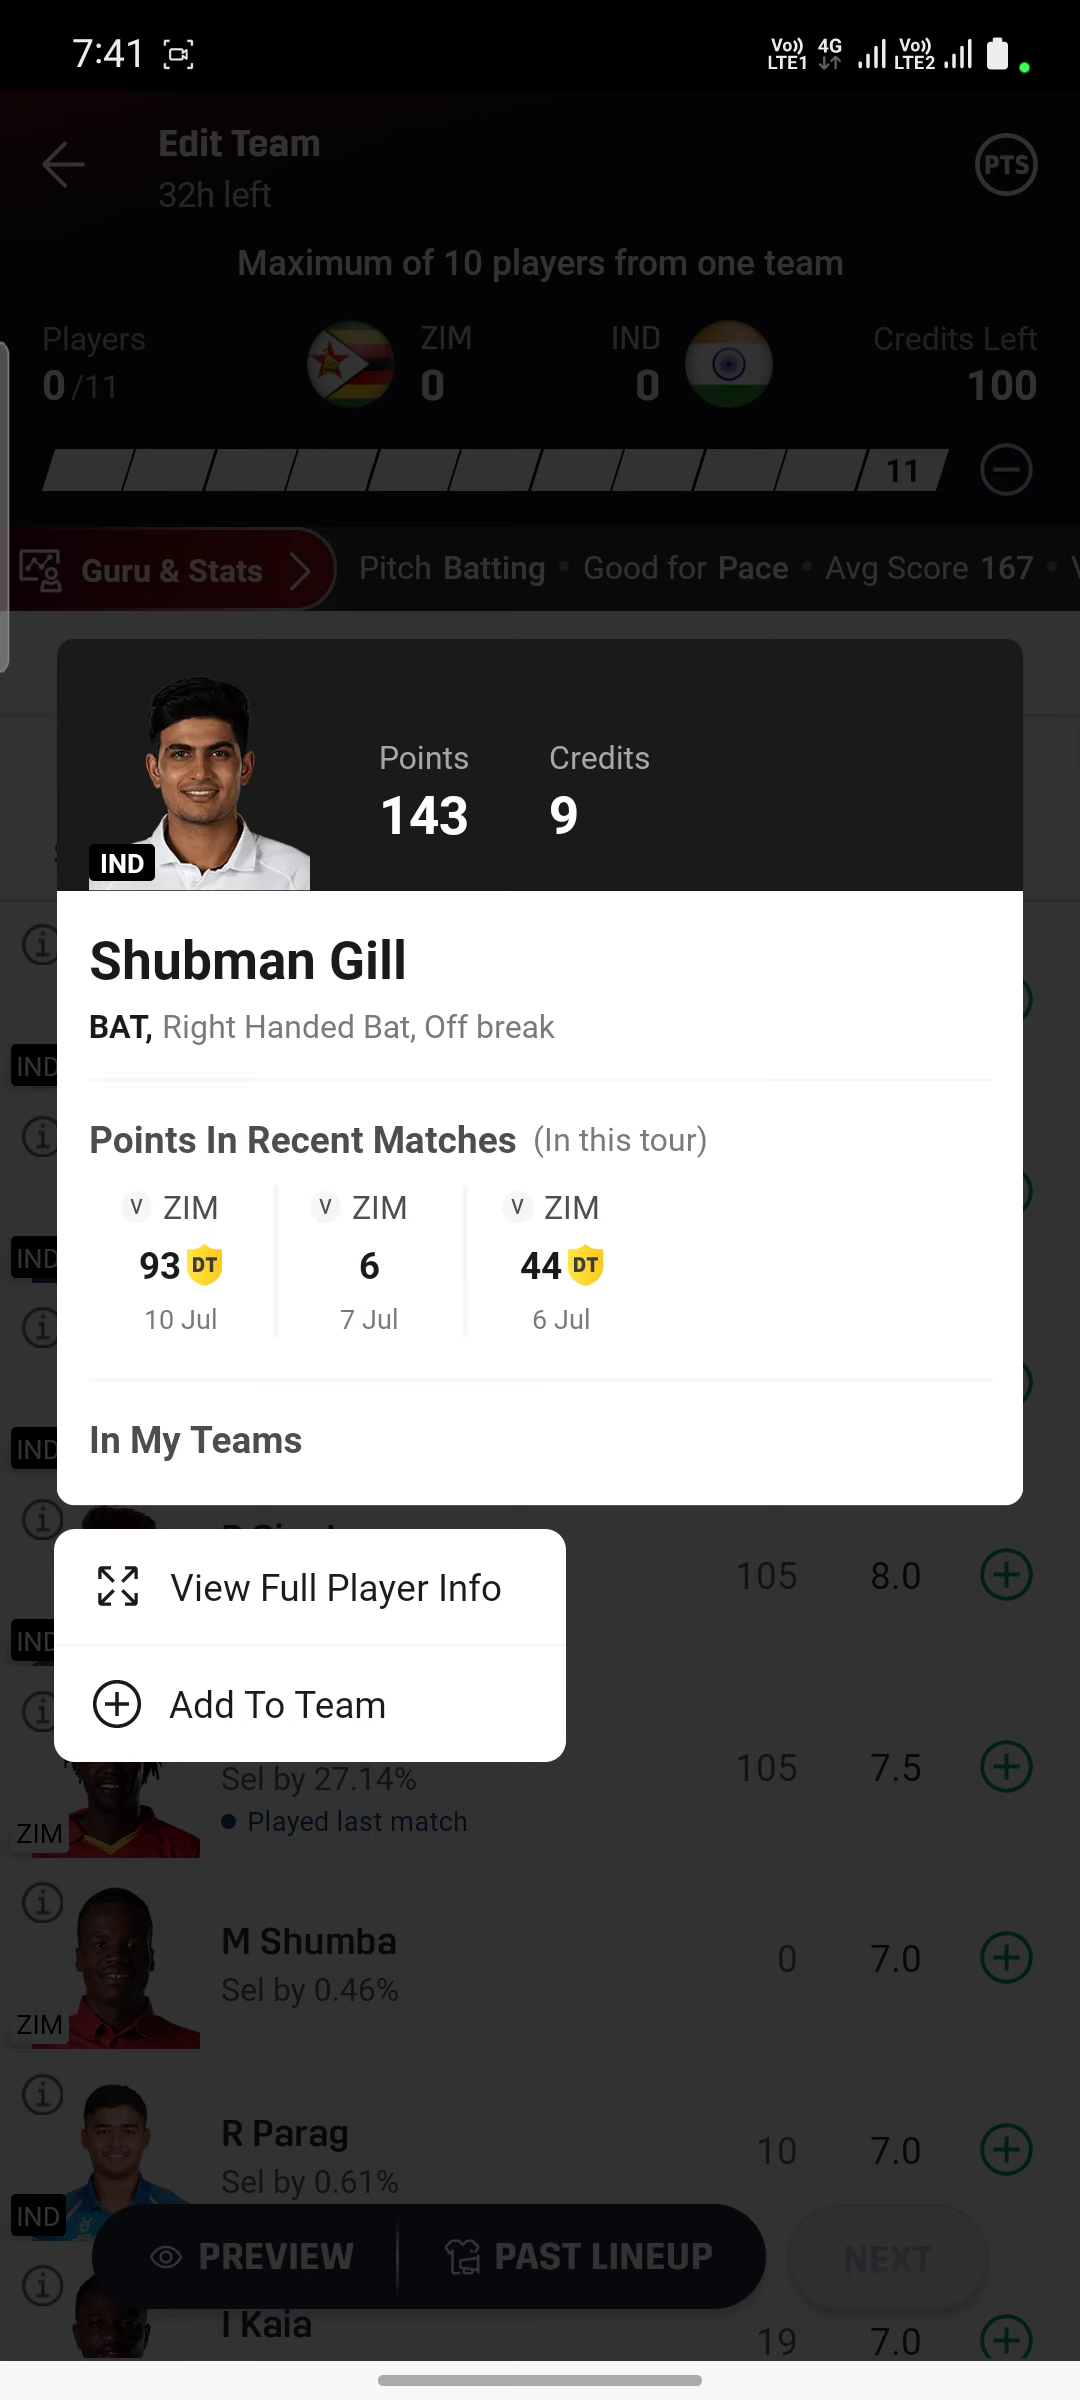 7:41 Vo)) LTE1 4G Vo)) LTE2
Edit Team
32h left
PTS
Maximum of 10 players from one team
Players ZIM IND Credits Left
0/11 0 0 100
11
Guru & Stats Pitch Batting • Good for Pace • Avg Score 167 •
Points Credits
143 9
IND
Shubman Gill
BAT, Right Handed Bat, Off break
Points In Recent Matches (In this tour)
V ZIM V ZIM V ZIM
93 DT 6 44 DT
10 Jul 7 Jul 6 Jul
In My Teams
IND
IND
IND
105 8.0
IND
View Full Player Info
Add To Team
Sel by 27.14% 105 7.5
Played last match
ZIM
M Shumba 0 7.0
Sel by 0.46%
ZIM
R Parag 10 7.0
Sel by 0.61%
IND
PREVIEW PAST LINEUP NEXT
I Kaia 19 7.0